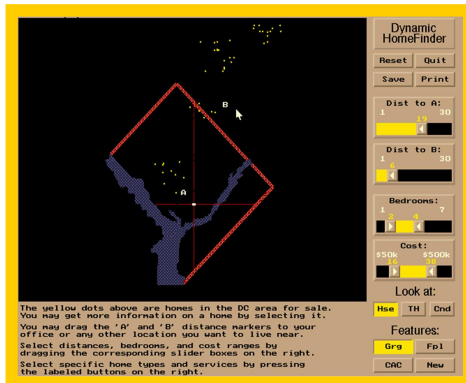 Dynamic
HomeFinder
Reset Quit
Save Print
B
A
Dist to A:
1 30
19
Dist to B:
1 30
6
Bedrooms:
1 7
2 4
Cost:
$50k $500k
16 30
Look at:
Hse TH Cnd
Features:
Grg Fpl
CAC New
The yellow dots above are homes in the DC area for sale.
You may get more information on a home by selecting it.
You may drag the 'A' and 'B' distance markers to your
office or any other location you want to live near.
Select distances, bedrooms, and cost ranges by
dragging the corresponding slider boxes on the right.
Select specific home types and services by pressing
the labeled buttons on the right.